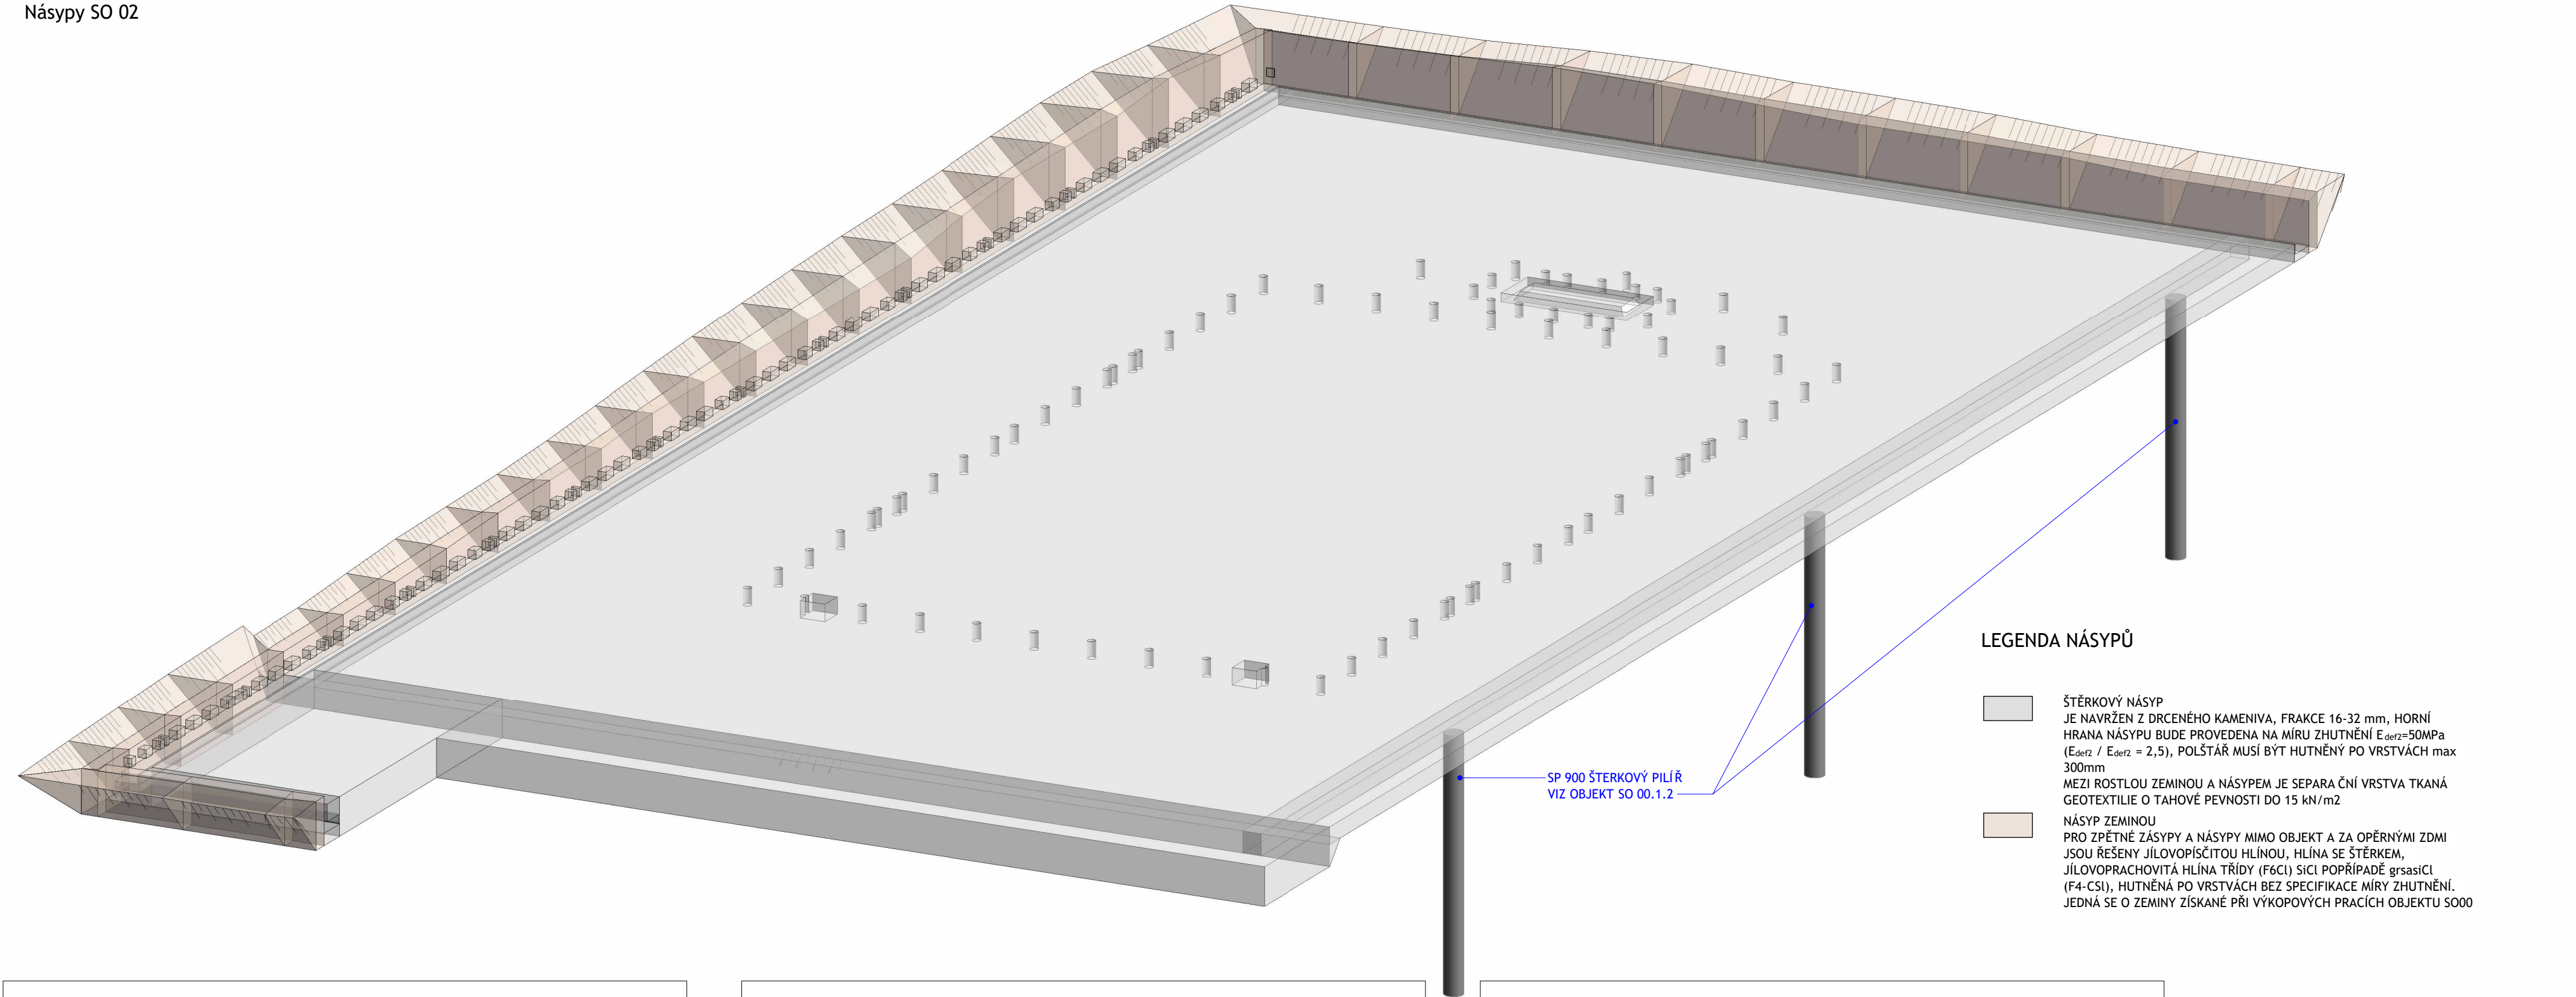 Násypy SO 02
SP 900 ŠTERKOVÝ PILÍŘ
VIZ OBJEKT SO 00.1.2
LEGENDA NÁSYPŮ
ŠTĚRKOVÝ NÁSYP
JE NAVRŽEN Z DRCENÉHO KAMENIVA, FRAKCE 16-32 mm, HORNÍ
HRANA NÁSYPU BUDE PROVEDENA NA MÍRU ZHUTNĚNÍ Edef2=50MPa
(Edef2 / Edef2 = 2,5), POLŠTÁŘ MUSÍ BÝT HUTNĚNÝ PO VRSTVÁCH max
300mm
MEZI ROSTLOU ZEMINOU A NÁSYPEM JE SEPARA ČNÍ VRSTVA TKANÁ
GEOTEXTILIE O TAHOVÉ PEVNOSTI DO 15 kN/m2
NÁSYP ZEMINOU
PRO ZPĚTNÉ ZÁSYPY A NÁSYPY MIMO OBJEKT A ZA OPĚRNÝMI ZDMI
JSOU ŘEŠENY JÍLOVOPÍSČITOU HLÍNOU, HLÍNA SE ŠTĚRKEM,
JÍLOVOPRACHOVITÁ HLÍNA TŘÍDY (F6Cl) SiCl POPŘÍPADĚ grsasiCl
(F4-CSl), HUTNĚNÁ PO VRSTVÁCH BEZ SPECIFIKACE MÍRY ZHUTNĚNÍ.
JEDNÁ SE O ZEMINY ZÍSKANÉ PŘI VÝKOPOVÝCH PRACÍCH OBJEKTU SO00